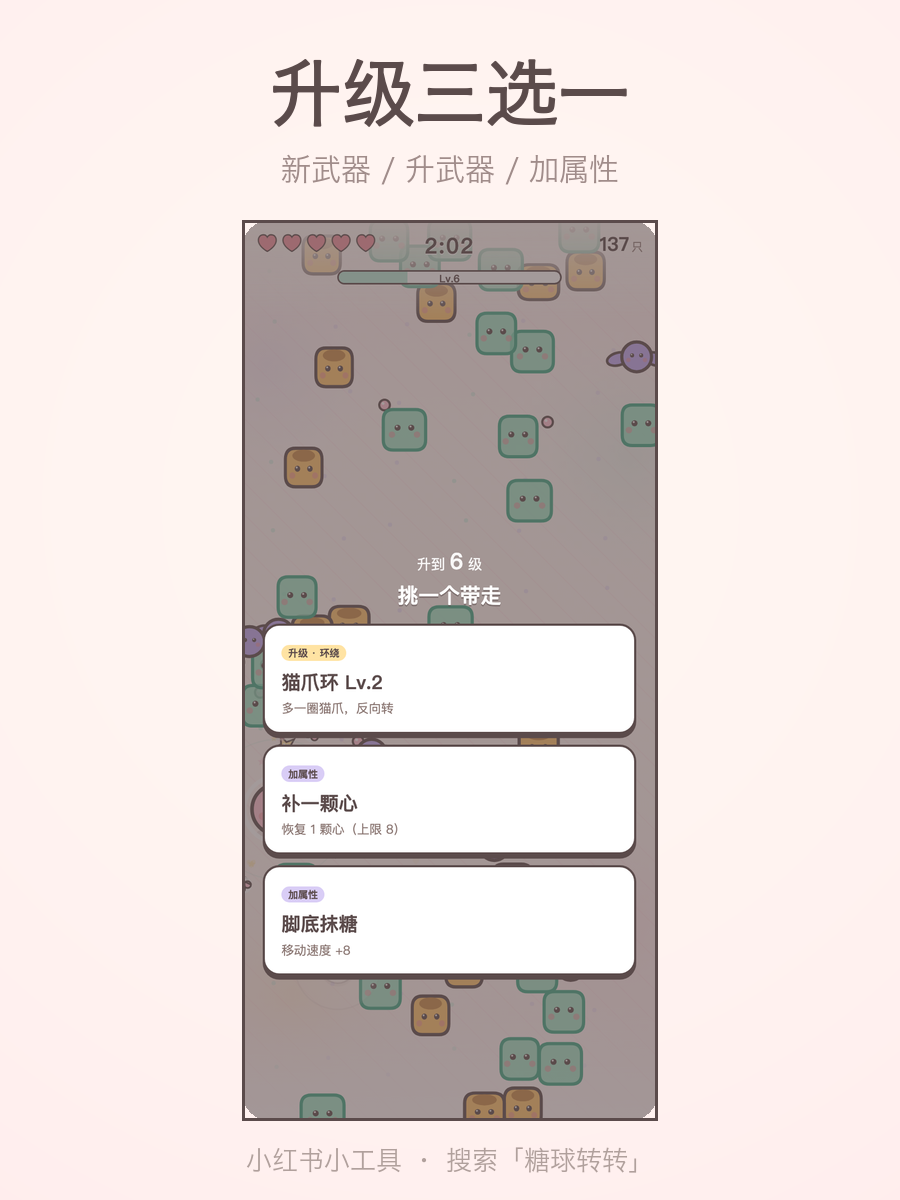 升级三选一
新武器 / 升武器 / 加属性
2:02
137只
Lv.6
升到 6 级
挑一个带走
升级 · 环绕
猫爪环 Lv.2
多一圈猫爪，反向转
加属性
补一颗心
恢复 1 颗心（上限 8）
加属性
脚底抹糖
移动速度 +8
小红书小工具 · 搜索「糖球转转」